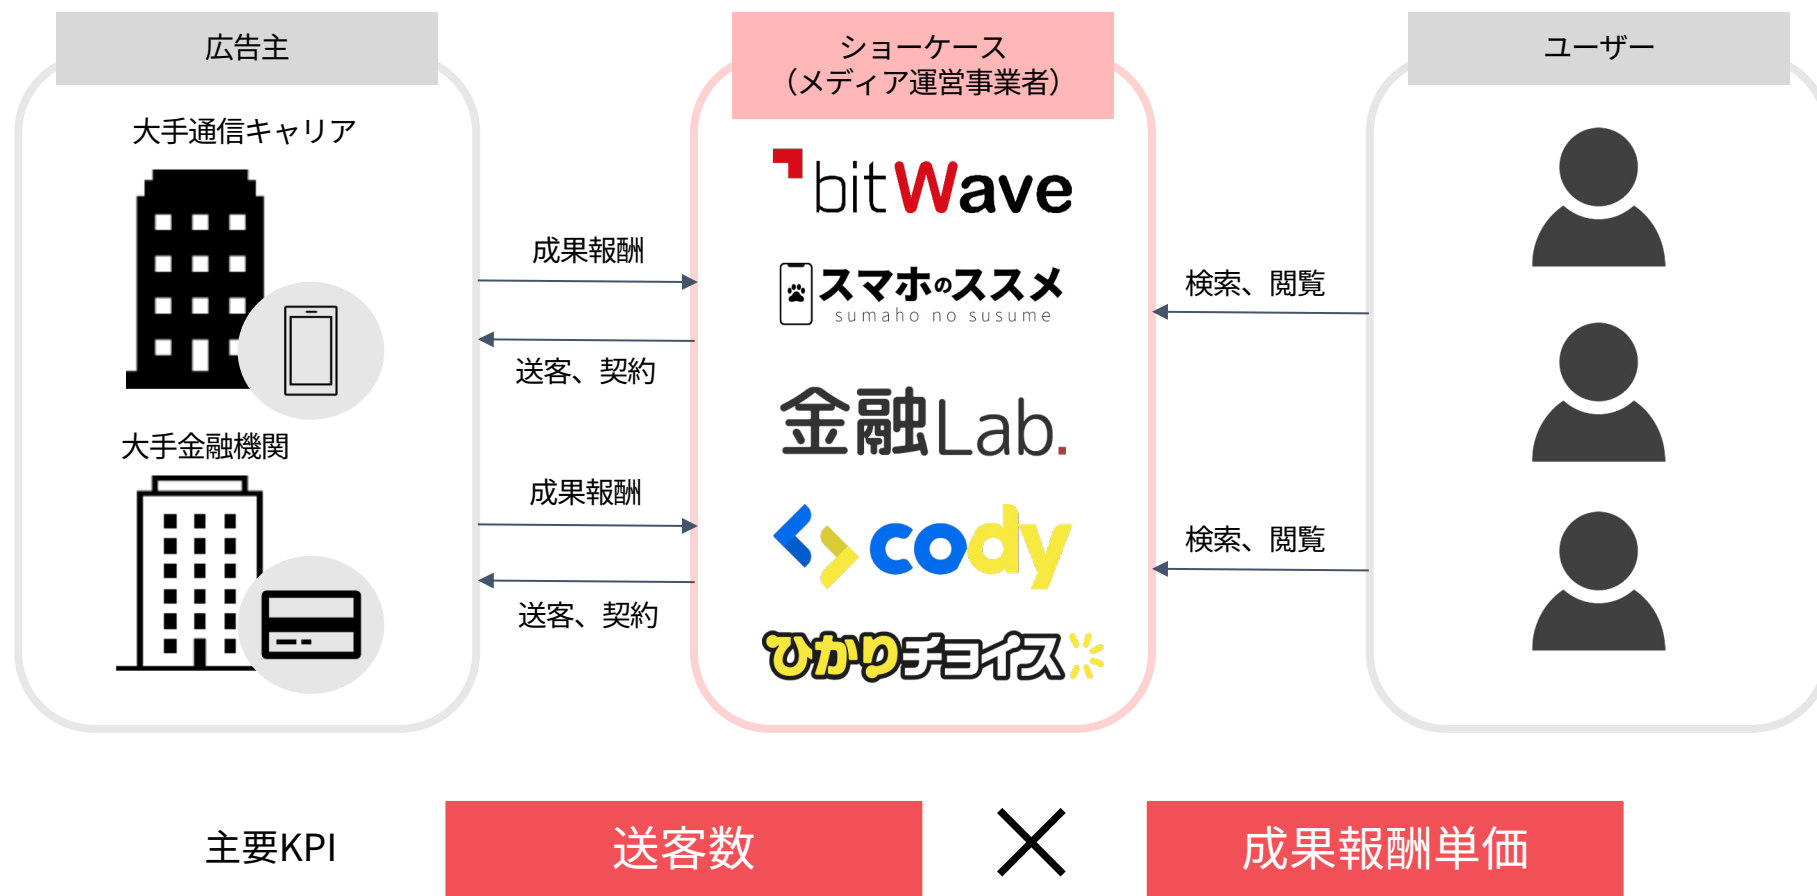 広告主
大手通信キャリア
大手金融機関
成果報酬
送客、契約
成果報酬
送客、契約
ショーケース
（メディア運営事業者）
bitWave
スマホのススメ
sumaho no susume
金融Lab.
cody
ひかりチョイス
検索、閲覧
検索、閲覧
ユーザー
主要KPI
送客数
×
成果報酬単価